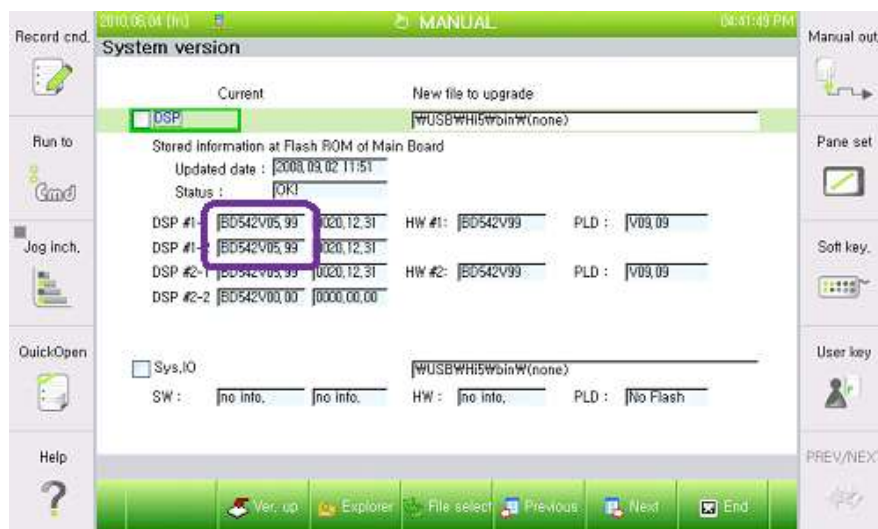 2010.06.04 (fri) MANUAL 04:41:49 PM
Record cnd.
Manual out
System version
Current New file to upgrade
DSP ₩USB₩Hi5₩bin₩(none)
Run to
Pane set
Stored information at Flash ROM of Main Board
Updated date : 2008.09.02 11:51
Status : OK!
DSP #1- BD542V05.99 0020.12.31 HW #1: BD542V99 PLD : V09.09
Jog inch.
Soft key.
DSP #1-2 BD542V05.99 0020.12.31
DSP #2-1 BD542V05.99 0020.12.31 HW #2: BD542V99 PLD : V09.09
DSP #2-2 BD542V00.00 0000.00.00
QuickOpen
User key
Sys.IO ₩USB₩Hi5₩bin₩(none)
SW : no info. no info. HW : no info. PLD : No Flash
Help
PREV/NEX
Ver. up Explorer File select Previous Next End